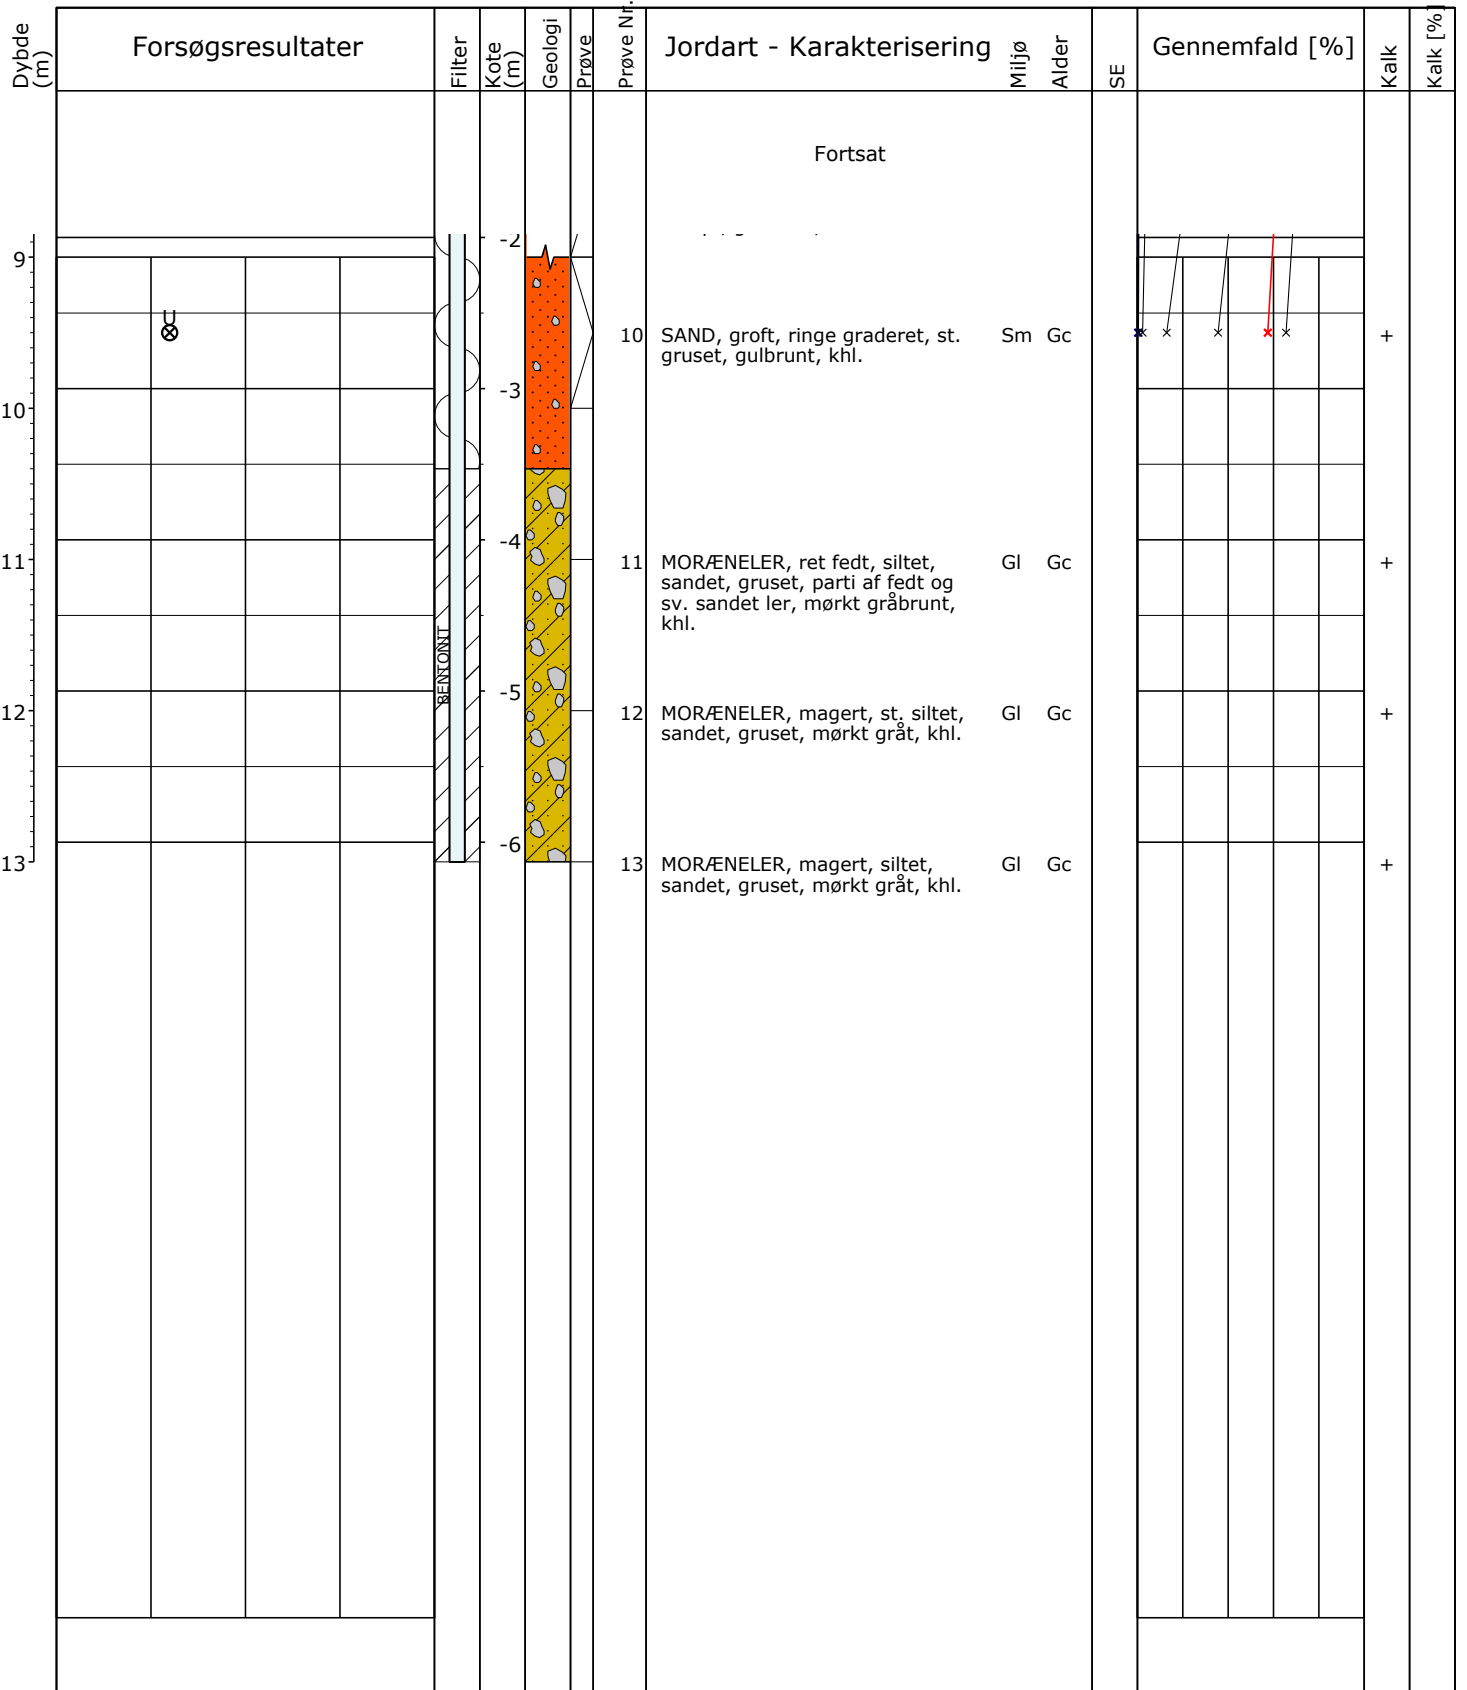 Dybde
(m)
Forsøgsresultater
Filter
Kote
(m)
Geologi
Prøve
Prøve Nr.
Jordart - Karakterisering
Miljø
Alder
SE
Gennemfald [%]
Kalk
Kalk [%]
Fortsat
-2
9
U
10 SAND, groft, ringe graderet, st. Sm Gc +
gruset, gulbrunt, khl.
-3
10
-4
11
11 MORÆNELER, ret fedt, siltet, Gl Gc +
sandet, gruset, parti af fedt og
sv. sandet ler, mørkt gråbrunt,
khl.
BENTONIT
-5
12
12 MORÆNELER, magert, st. siltet, Gl Gc +
sandet, gruset, mørkt gråt, khl.
-6
13
13 MORÆNELER, magert, siltet, Gl Gc +
sandet, gruset, mørkt gråt, khl.